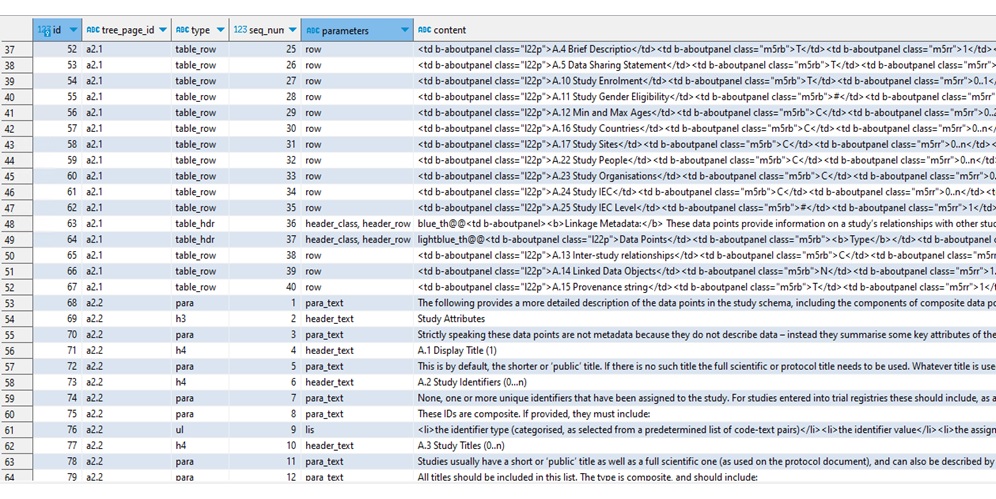 123 id ABC tree_page_id ABC type 123 seq_num ABC parameters ABC content
37 52 a2.1 table_row 25 row <td b-aboutpanel class="l22p">A.4 Brief Descriptio</td><td b-aboutpanel class="m5rb">T</td><td b-aboutpanel class="m5rr">1</td><
38 53 a2.1 table_row 26 row <td b-aboutpanel class="l22p">A.5 Data Sharing Statement</td><td b-aboutpanel class="m5rb">T</td><td b-aboutpanel class="m5rr"
39 54 a2.1 table_row 27 row <td b-aboutpanel class="l22p">A.10 Study Enrolment</td><td b-aboutpanel class="m5rb">T</td><td b-aboutpanel class="m5rr">0..1<
40 55 a2.1 table_row 28 row <td b-aboutpanel class="l22p">A.11 Study Gender Eligibility</td><td b-aboutpanel class="m5rb">#</td><td b-aboutpanel class="m5rr"
41 56 a2.1 table_row 29 row <td b-aboutpanel class="l22p">A.12 Min and Max Ages</td><td b-aboutpanel class="m5rb">C</td><td b-aboutpanel class="m5rr">0..
42 57 a2.1 table_row 30 row <td b-aboutpanel class="l22p">A.16 Study Countries</td><td b-aboutpanel class="m5rb">C</td><td b-aboutpanel class="m5rr">0..n<
43 58 a2.1 table_row 31 row <td b-aboutpanel class="l22p">A.17 Study Sites</td><td b-aboutpanel class="m5rb">C</td><td b-aboutpanel class="m5rr">0..n</td><
44 59 a2.1 table_row 32 row <td b-aboutpanel class="l22p">A.22 Study People</td><td b-aboutpanel class="m5rb">C</td><td b-aboutpanel class="m5rr">0..n</td>
45 60 a2.1 table_row 33 row <td b-aboutpanel class="l22p">A.23 Study Organisations</td><td b-aboutpanel class="m5rb">C</td><td b-aboutpanel class="m5rr">0.
46 61 a2.1 table_row 34 row <td b-aboutpanel class="l22p">A.24 Study IEC</td><td b-aboutpanel class="m5rb">C</td><td b-aboutpanel class="m5rr">0..n</td><t
47 62 a2.1 table_row 35 row <td b-aboutpanel class="l22p">A.25 Study IEC Level</td><td b-aboutpanel class="m5rb">#</td><td b-aboutpanel class="m5rr">1</td>
48 63 a2.1 table_hdr 36 header_class, header_row blue_th@@<td b-aboutpanel><b>Linkage Metadata:</b> These data points provide information on a study's relationships with other stud
49 64 a2.1 table_hdr 37 header_class, header_row lightblue_th@@<td b-aboutpanel class="l22p">Data Points</td><td b-aboutpanel class="m5rr"><b>Type</b></td><td b-aboutpanel c
50 65 a2.1 table_row 38 row <td b-aboutpanel class="l22p">A.13 Inter-study relationships</td><td b-aboutpanel class="m5rb">C</td><td b-aboutpanel class="m5rr
51 66 a2.1 table_row 39 row <td b-aboutpanel class="l22p">A.14 Linked Data Objects</td><td b-aboutpanel class="m5rb">N</td><td b-aboutpanel class="m5rr">1.
52 67 a2.1 table_row 40 row <td b-aboutpanel class="l22p">A.15 Provenance string</td><td b-aboutpanel class="m5rb">T</td><td b-aboutpanel class="m5rr">1</t
53 68 a2.2 para 1 para_text The following provides a more detailed description of the data points in the study schema, including the components of composite data po
54 69 a2.2 h3 2 header_text Study Attributes
55 70 a2.2 para 3 para_text Strictly speaking these data points are not metadata because they do not describe data – instead they summarise some key attributes of the
56 71 a2.2 h4 4 header_text A.1 Display Title (1)
57 72 a2.2 para 5 para_text This is by default, the shorter or 'public' title. If there is no such title the full scientific or protocol title needs to be used. Whatever title is use
58 73 a2.2 h4 6 header_text A.2 Study Identifiers (0...n)
59 74 a2.2 para 7 para_text None, one or more unique identifiers that have been assigned to the study. For studies entered into trial registries these should include, as a
60 75 a2.2 para 8 para_text These IDs are composite. If provided, they must include:
61 76 a2.2 ul 9 lis <li>the identifier type (categorised, as selected from a predetermined list of code-text pairs)</li><li>the identifier value</li><li>the assign
62 77 a2.2 h4 10 header_text A.3 Study Titles (0..n)
63 78 a2.2 para 11 para_text Studies usually have a short or 'public' title as well as a full scientific one (as used on the protocol document), and can also be described by
64 79 a2.2 para 12 para_text All titles should be included in this list. The type is composite, and should include: